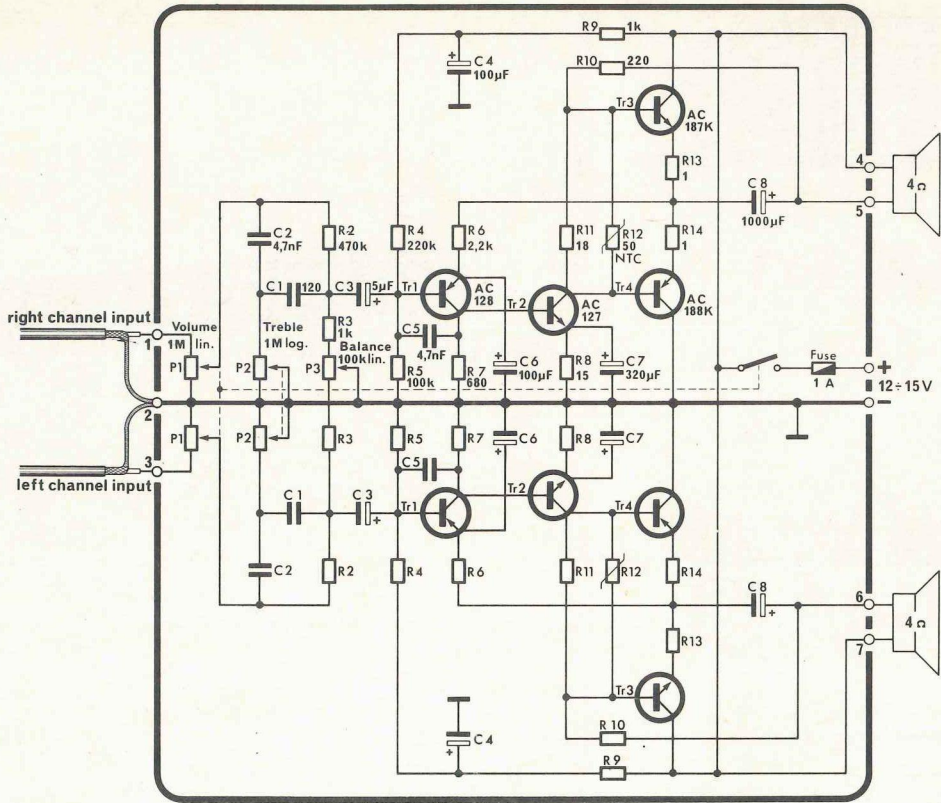 R9 1k
R10 220
+
C4
100µF
Tr3
AC
187K
R13
1
4
4
5
C8 +
1000µF
C2
4,7nF
R2
470k
R4
220k
R6
2,2k
R11
18
R12
50
NTC
R14
1
C1 120
C3 5µF
+
Tr1
AC
128
Tr2
AC
127
Tr4
AC
188K
right channel input
1
Volume
1M lin.
Treble
1M log.
R3
1k
Balance
100k lin.
C5
4,7nF
P1
P2
P3
R5
100k
R7
680
+
C6
100µF
R8
15
+
C7
320µF
Fuse
1 A
+
12÷15V
−
2
P1
P2
R3
R5
R7
C6
+
R8
C7
+
3
left channel input
C5
C1
C3
+
Tr1
Tr2
Tr4
C2
R2
R4
R6
R11
R12
R14
C8
+
6
4
7
R13
Tr3
C4
+
R10
R9